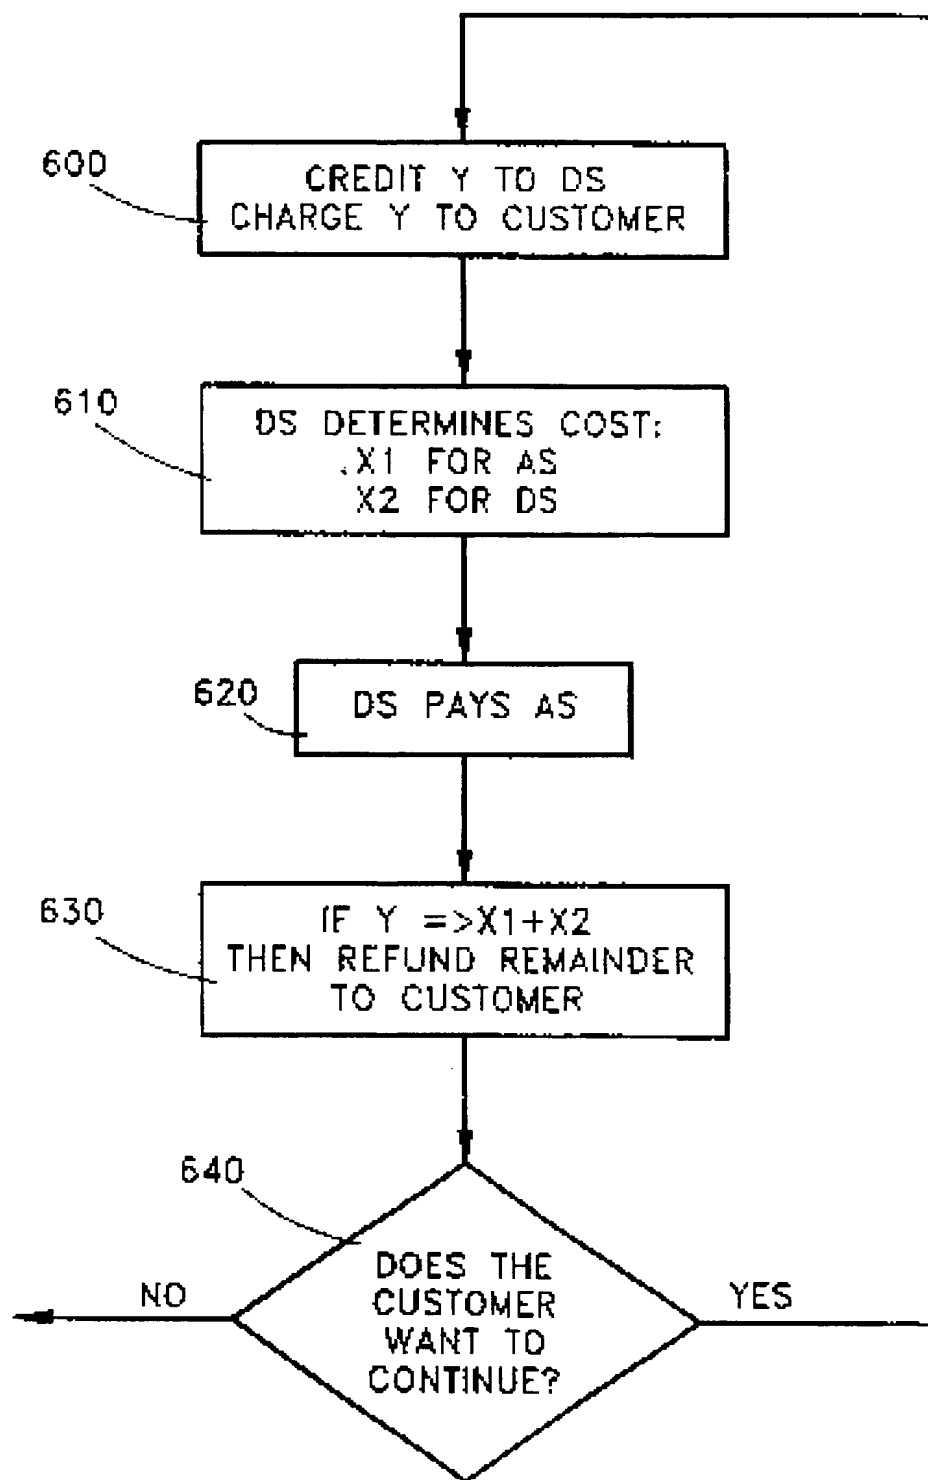 600
CREDIT Y TO DS
CHARGE Y TO CUSTOMER
610
DS DETERMINES COST:
X1 FOR AS
X2 FOR DS
620
DS PAYS AS
630
IF Y =>X1+X2
THEN REFUND REMAINDER
TO CUSTOMER
640
DOES THE
CUSTOMER
WANT TO
CONTINUE?
NO
YES